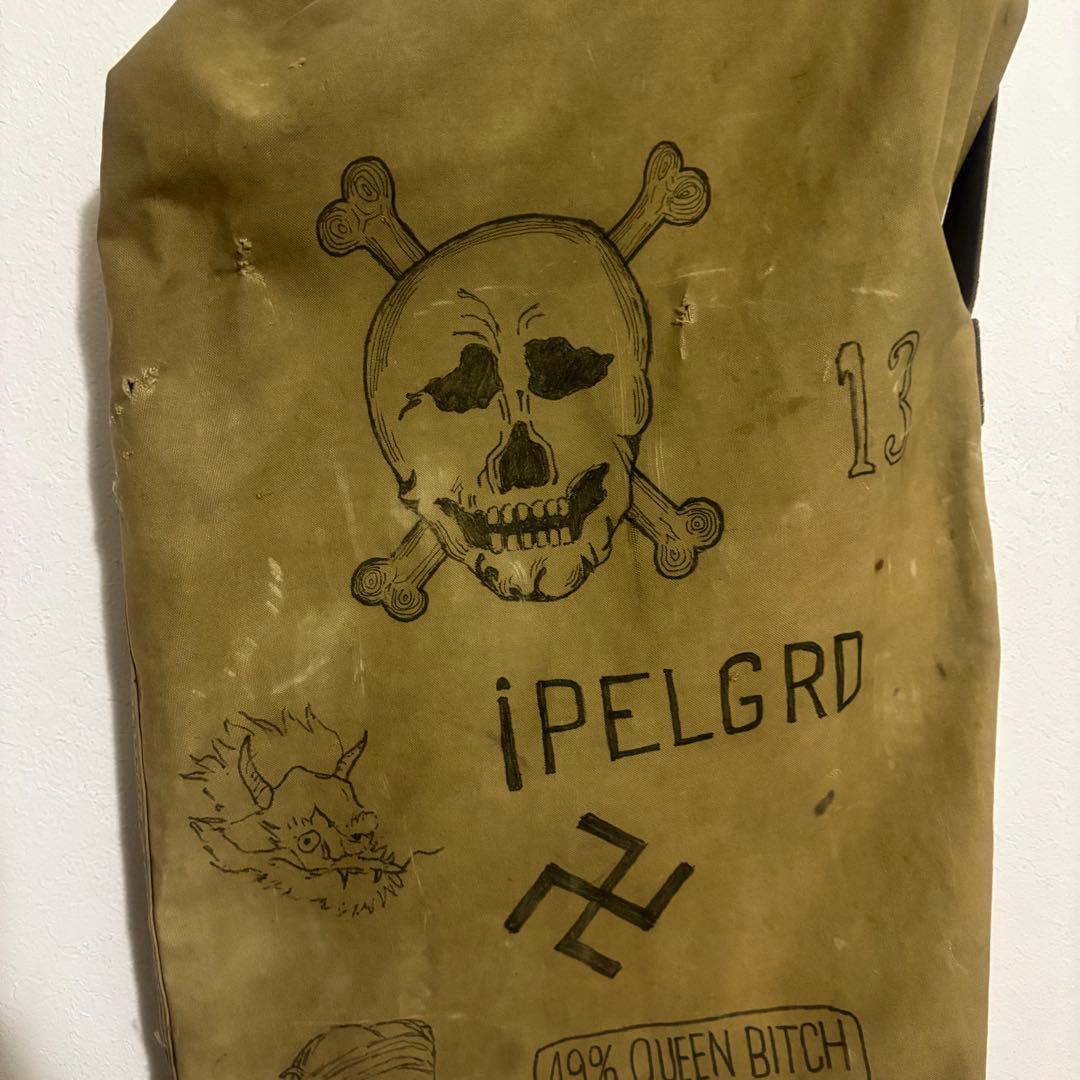 13
iPELGRD
49% QUEEN BITCH